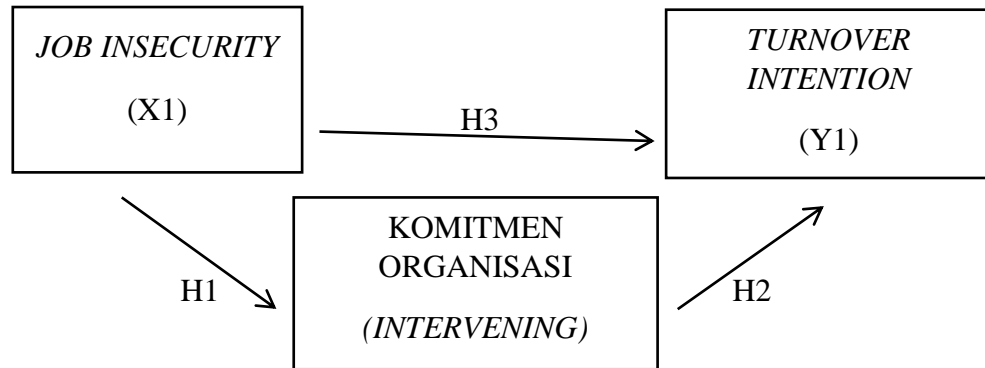 JOB INSECURITY
(X1)
H3
TURNOVER
INTENTION
(Y1)
H1
KOMITMEN
ORGANISASI
(INTERVENING)
H2